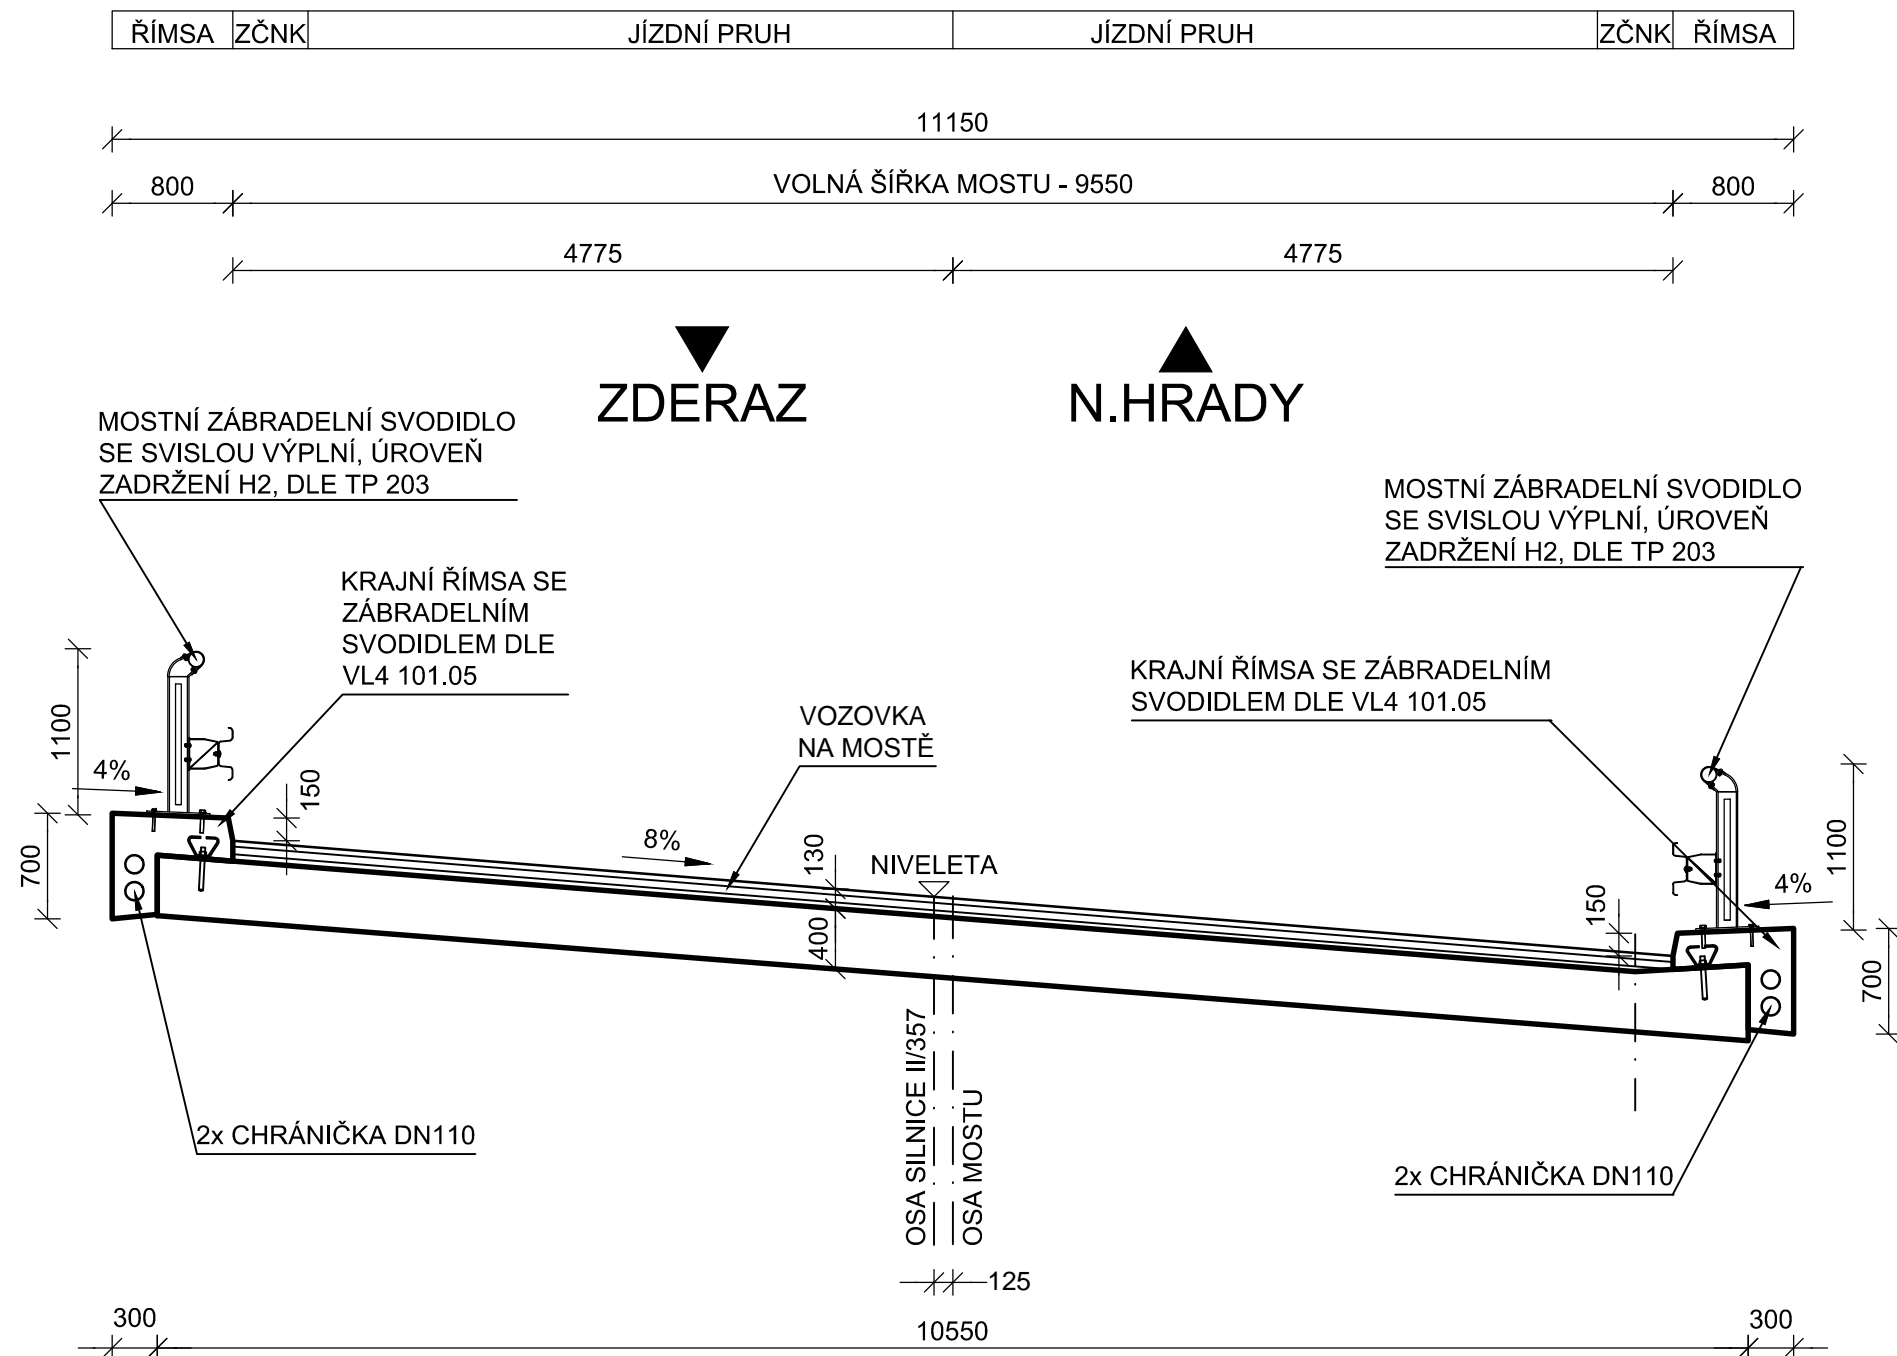 ŘÍMSA ZČNK JÍZDNÍ PRUH JÍZDNÍ PRUH ZČNK ŘÍMSA
11150
800 VOLNÁ ŠÍŘKA MOSTU - 9550 800
4775 4775
ZDERAZ N.HRADY
MOSTNÍ ZÁBRADELNÍ SVODIDLO
SE SVISLOU VÝPLNÍ, ÚROVEŇ
ZADRŽENÍ H2, DLE TP 203
MOSTNÍ ZÁBRADELNÍ SVODIDLO
SE SVISLOU VÝPLNÍ, ÚROVEŇ
ZADRŽENÍ H2, DLE TP 203
KRAJNÍ ŘÍMSA SE
ZÁBRADELNÍM
SVODIDLEM DLE
VL4 101.05
KRAJNÍ ŘÍMSA SE ZÁBRADELNÍM
SVODIDLEM DLE VL4 101.05
VOZOVKA
NA MOSTĚ
1100
4%
150
700
8%
130
NIVELETA
400
150
4%
1100
700
OSA SILNICE II/357
OSA MOSTU
2x CHRÁNIČKA DN110
2x CHRÁNIČKA DN110
125
300 10550 300